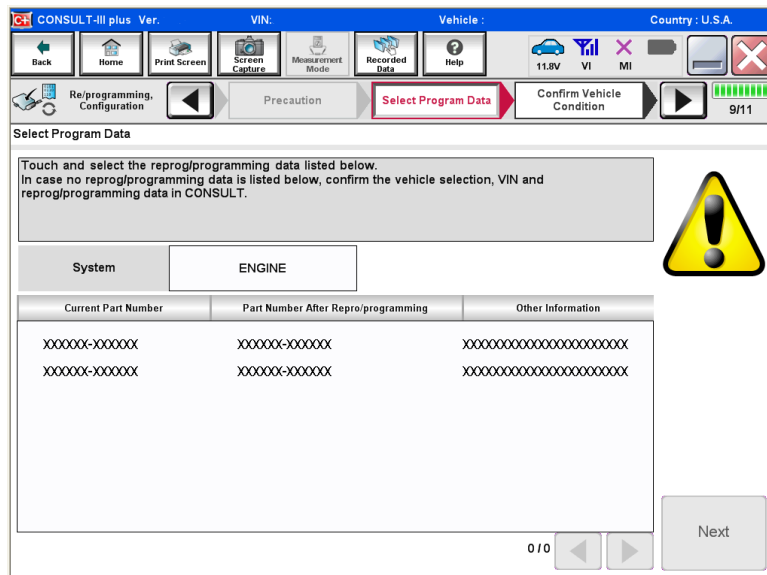 C+ CONSULT-III plus Ver. VIN: Vehicle : Country : U.S.A.
Back Home Print Screen Screen Capture Measurement Mode Recorded Data Help 11.8V VI MI
Re/programming, Configuration Precaution Select Program Data Confirm Vehicle Condition 9/11
Select Program Data
Touch and select the reprog/programming data listed below.
In case no reprog/programming data is listed below, confirm the vehicle selection, VIN and
reprog/programming data in CONSULT.
System ENGINE
Current Part Number Part Number After Repro/programming Other Information
XXXXXX-XXXXXX XXXXXX-XXXXXX XXXXXXXXXXXXXXXXXXXXXXX
XXXXXX-XXXXXX XXXXXX-XXXXXX XXXXXXXXXXXXXXXXXXXXXXX
Next
0/0